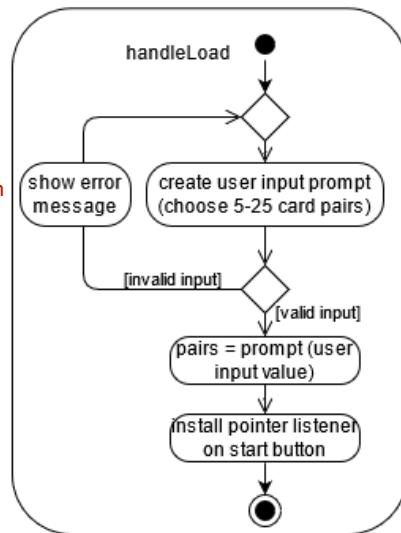 handleLoad
show error
message
create user input prompt
(choose 5-25 card pairs)
[invalid input]
[valid input]
pairs = prompt (user
input value)
install pointer listener
on start button